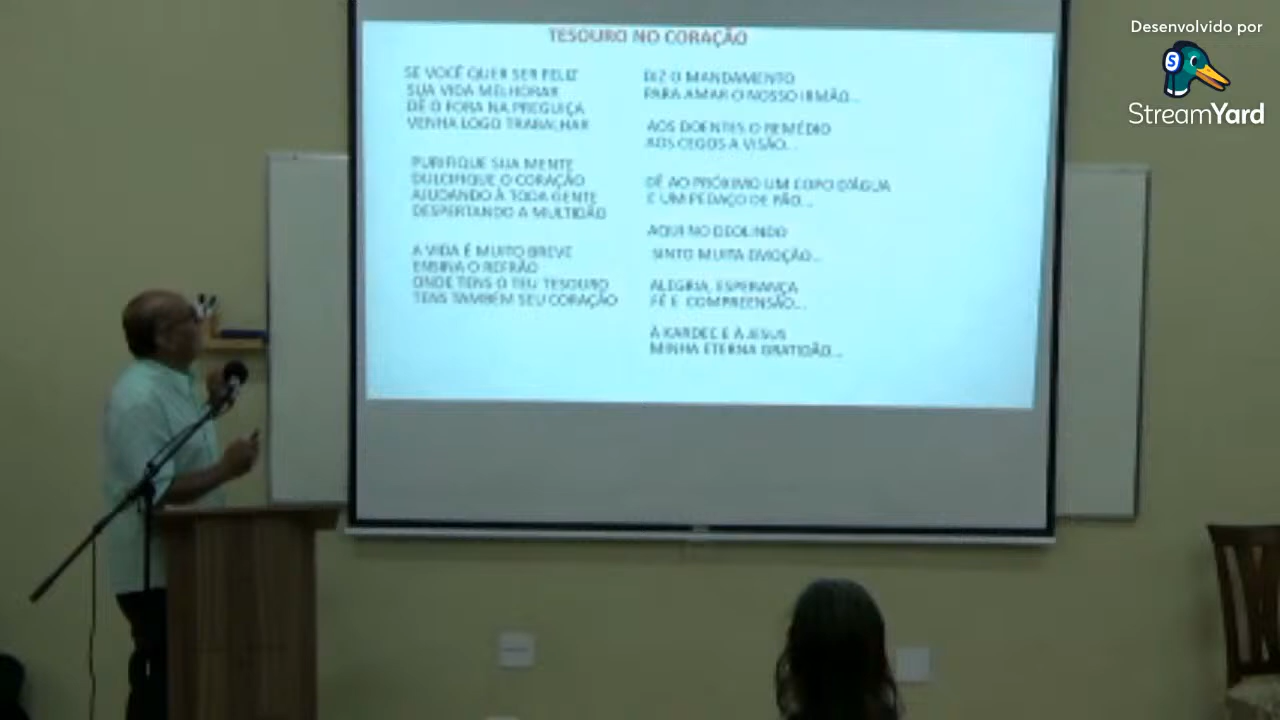 Desenvolvido por
StreamYard
TESOURO NO CORAÇÃO
SE VOCÊ QUER SER FELIZ
SUA VIDA MELHORAR
DÊ O FORA NA PREGUIÇA
VENHA LOGO TRABALHAR
PURIFIQUE SUA MENTE
DULCIFIQUE O CORAÇÃO
AJUDANDO À TODA GENTE
DESPERTANDO A MULTIDÃO
A VIDA É MUITO BREVE
ENSINA O REFRÃO
ONDE TENS O TEU TESOURO
TENS TAMBÉM SEU CORAÇÃO
DIZ O MANDAMENTO
PARA AMAR O NOSSO IRMÃO...
AOS DOENTES O REMÉDIO
AOS CEGOS A VISÃO...
DÊ AO PRÓXIMO UM COPO D'ÁGUA
E UM PEDAÇO DE PÃO...
AQUI NO DEOLINDO
SINTO MUITA EMOÇÃO...
ALEGRIA, ESPERANÇA
FÉ E COMPREENSÃO...
À KARDEC E À JESUS
MINHA ETERNA GRATIDÃO...